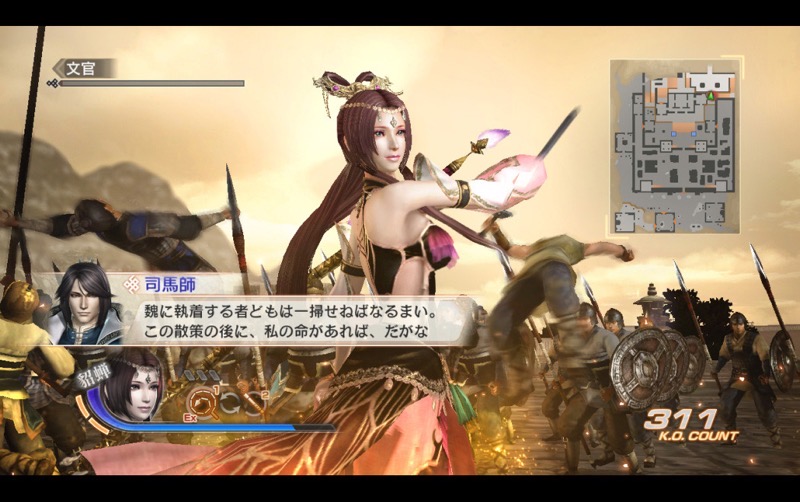 文官
司馬師
魏に執着する者どもは一掃せねばなるまい。
この散策の後に、私の命があれば、だがな
貂蝉
1
2
Ex
311
K.O. COUNT